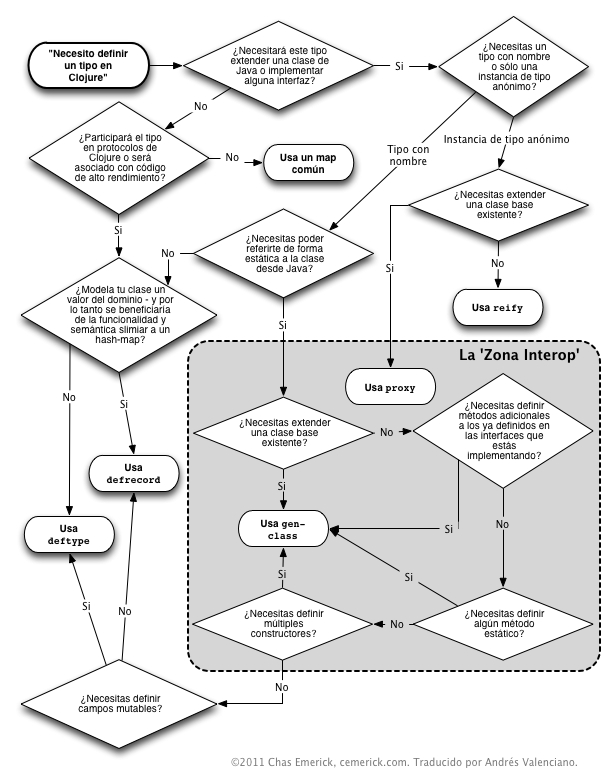 "Necesito definir
un tipo en
Clojure"
¿Necesitará este tipo
extender una clase de
Java o implementar
alguna interfaz?
Si
¿Necesitas un
tipo con nombre
o sólo una
instancia de tipo
anónimo?
No
¿Participará el tipo
en protocolos de
Clojure o será
asociado con código
de alto rendimiento?
No
Usa un map
común
Tipo con
nombre
Instancia de tipo anónimo
¿Necesitas extender
una clase base
existente?
Si
No
Usa reify
Si
No
¿Necesitas poder
referirte de forma
estática a la clase
desde Java?
¿Modela tu clase un
valor del dominio - y por
lo tanto se beneficiaría
de la funcionalidad y
semántica slimiar a un
hash-map?
Si
La 'Zona Interop'
Usa proxy
No
Si
¿Necesitas extender
una clase base
existente?
No
¿Necesitas definir
métodos adicionales
a los ya definidos en
las interfaces que
estás
implementando?
Usa
defrecord
Si
Usa gen-
class
Si
No
Usa
deftype
Si
Si
¿Necesitas definir
múltiples
constructores?
No
¿Necesitas definir
algún método
estático?
Si
No
No
¿Necesitas definir
campos mutables?
©2011 Chas Emerick, cemerick.com. Traducido por Andrés Valenciano.